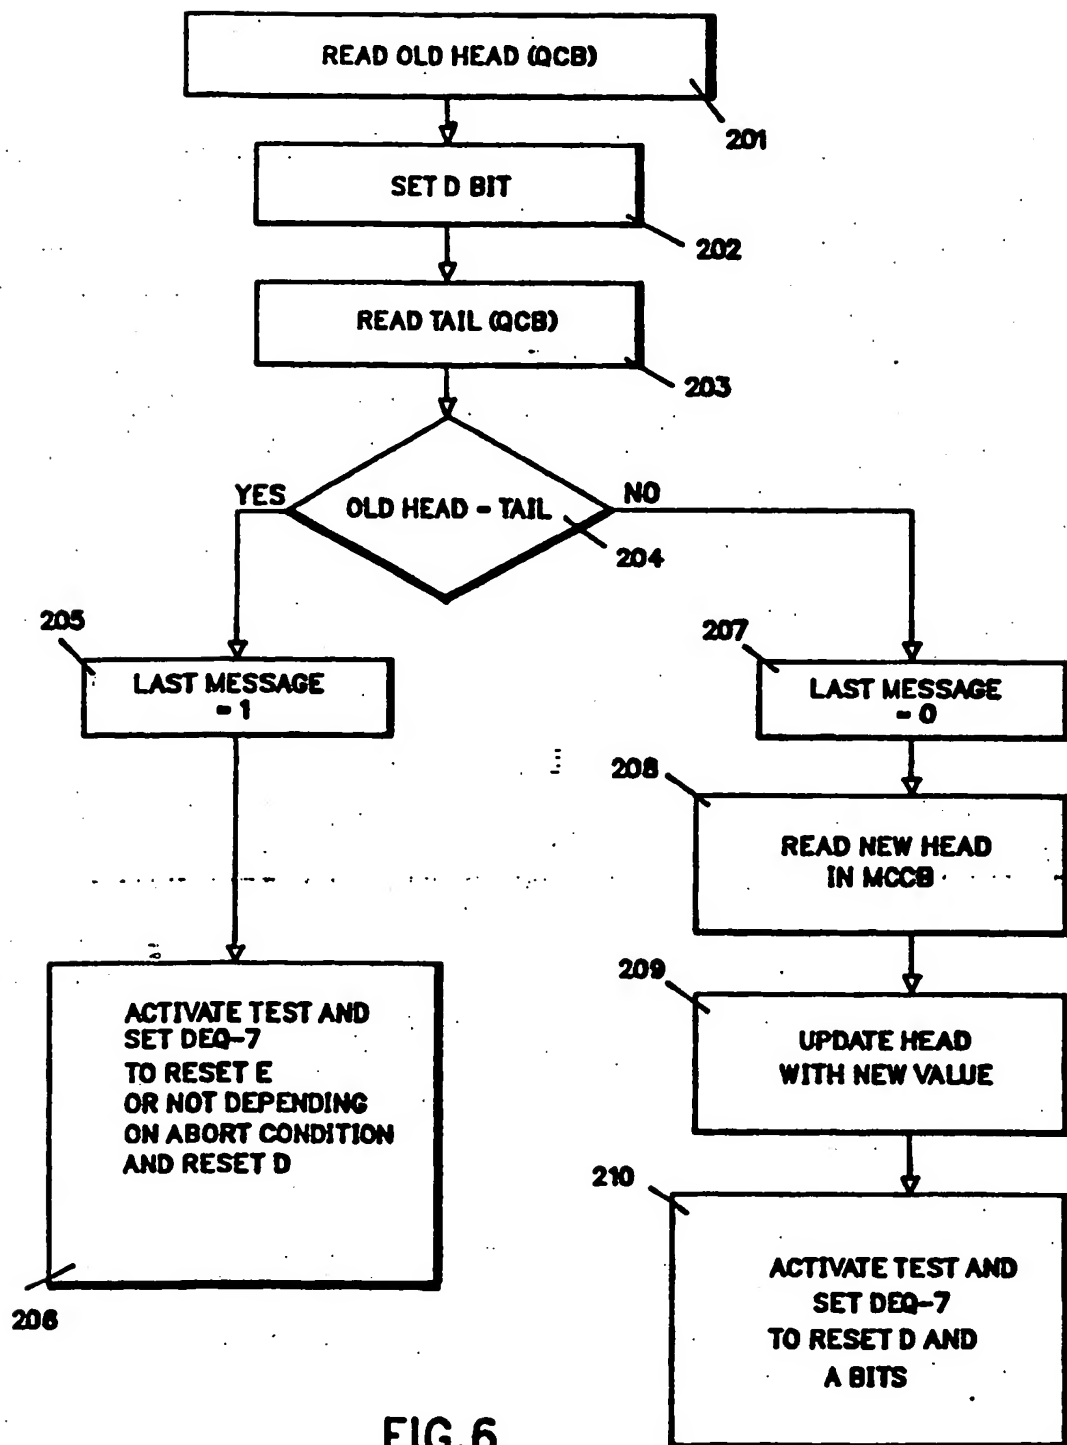 READ OLD HEAD (QCB)
201
SET D BIT
202
READ TAIL (QCB)
203
YES
OLD HEAD = TAIL
NO
204
205
LAST MESSAGE
= 1
207
LAST MESSAGE
= 0
208
READ NEW HEAD
IN MCCB
209
UPDATE HEAD
WITH NEW VALUE
ACTIVATE TEST AND
SET DEQ-7
TO RESET E
OR NOT DEPENDING
ON ABORT CONDITION
AND RESET D
206
210
ACTIVATE TEST AND
SET DEQ-7
TO RESET D AND
A BITS
FIG.6